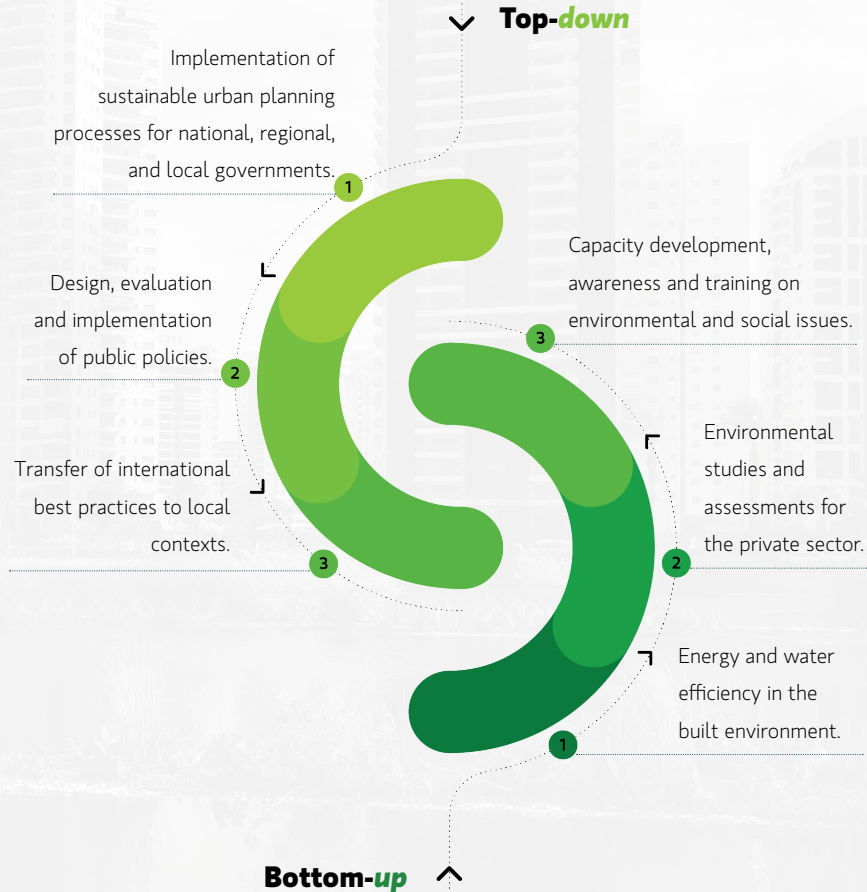 Top-down
Implementation of
sustainable urban planning
processes for national, regional,
and local governments.
1
Design, evaluation
and implementation
of public policies.
2
Transfer of international
best practices to local
contexts.
3
Capacity development,
awareness and training on
environmental and social issues.
3
Environmental
studies and
assessments for
the private sector.
2
Energy and water
efficiency in the
built environment.
1
Bottom-up